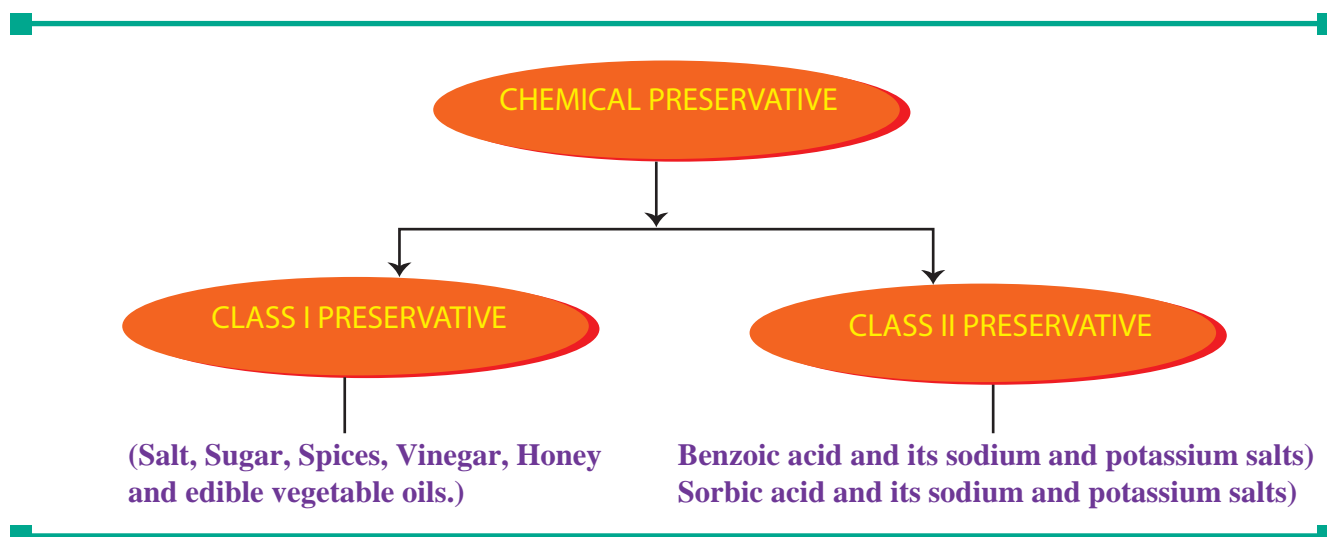 CHEMICAL PRESERVATIVE
CLASS I PRESERVATIVE
CLASS II PRESERVATIVE
(Salt, Sugar, Spices, Vinegar, Honey
and edible vegetable oils.)
Benzoic acid and its sodium and potassium salts)
Sorbic acid and its sodium and potassium salts)